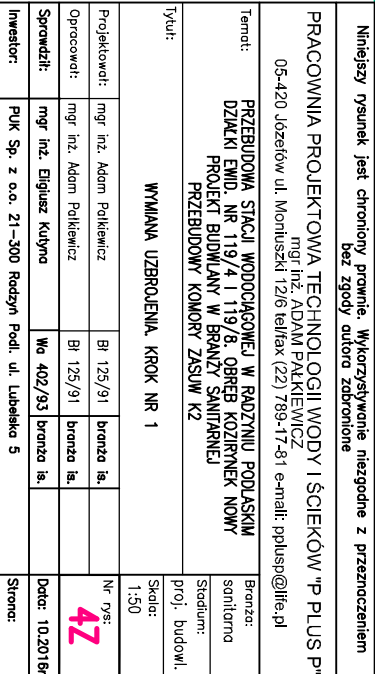 Niniejszy rysunek jest chroniony prawnie. Wykorzystywanie niezgodne z przeznaczeniem
bez zgody autora zabronione
PRACOWNIA PROJEKTOWA TECHNOLOGII WODY I ŚCIEKÓW "P PLUS P"
mgr inż. ADAM PAŁKIEWICZ
05-420 Józefów ul. Moniuszki 12/6 tel/fax (22) 789-17-81 e-mali: pplusp@life.pl
Temat:
PRZEBUDOWA STACJI WODOCIĄGOWEJ W RADZYNIU PODLASKIM
DZIAŁKI EWID. NR 119/4 I 119/8. OBRĘB KOZIRYNEK NOWY
PROJEKT BUDWLANY W BRANŻY SANITARNEJ
PRZEBUDOWY KOMORY ZASUW K2
Branża:
sanitarna
Stadium:
proj. budowl.
Tytuł:
WYMIANA UZBROJENIA. KROK NR 1
Skala:
1:50
Projektował: mgr inż. Adam Pałkiewicz Bł 125/91 branża is.
Nr rys:
4Z
Opracował: mgr inż. Adam Pałkiewicz Bł 125/91 branża is.
Sprawdził: mgr inż. Eligiusz Kutyna Wa 402/93 branża is.
Data: 10.2016r
Inwestor: PUK Sp. z o.o. 21-300 Radzyń Podl. ul. Lubelska 5
Strona: